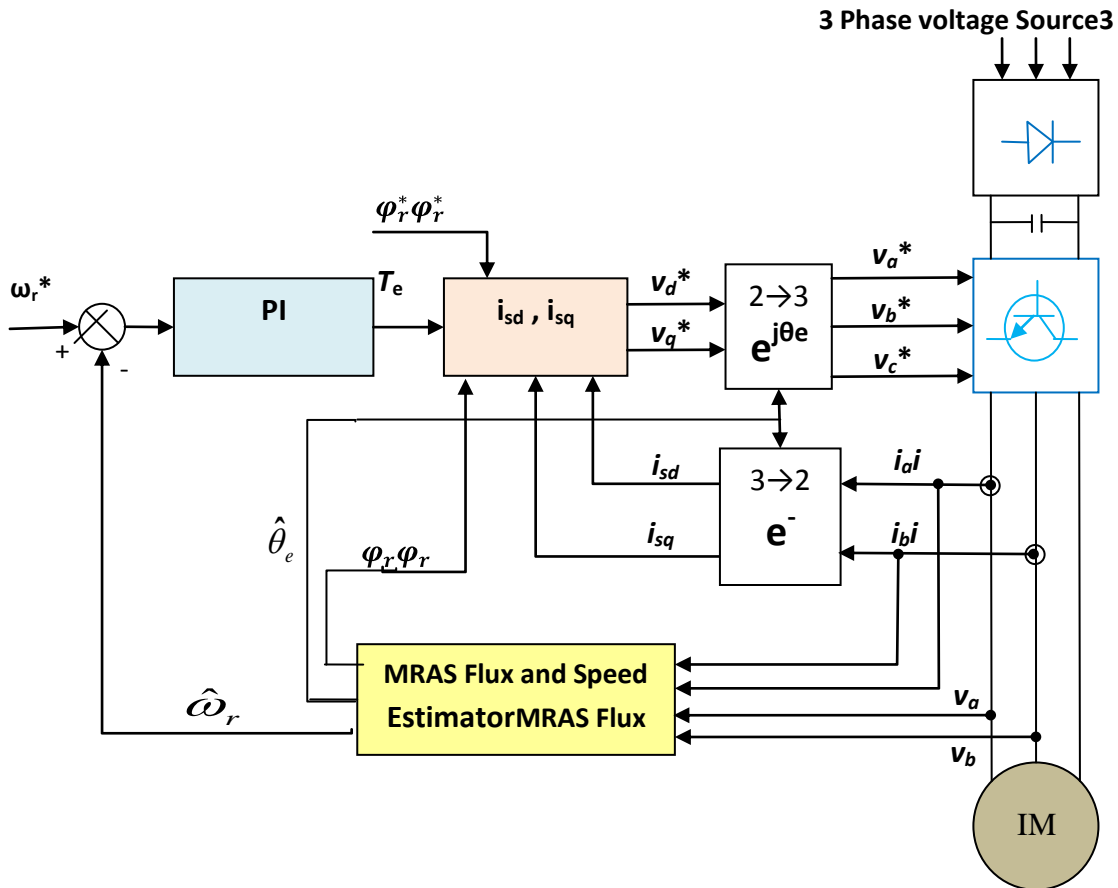 3 Phase voltage Source3
φr*φr*
ωr*
+
-
PI
Te
isd , isq
vd*
vq*
2→3
e^jθe
va*
vb*
vc*
isd
isq
3→2
e^-
iai
ibi
θ̂e
φrφr
ω̂r
MRAS Flux and Speed
EstimatorMRAS Flux
va
vb
IM